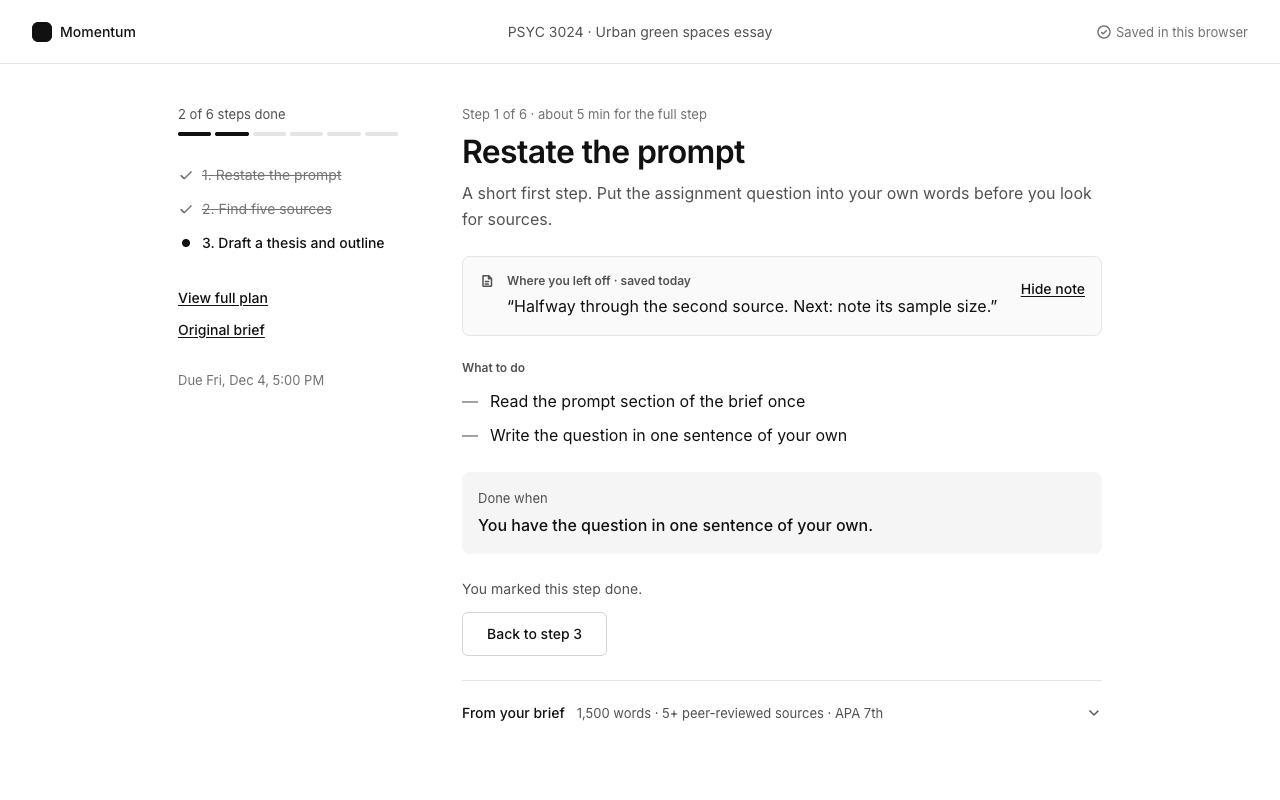 Momentum
PSYC 3024 · Urban green spaces essay
Saved in this browser
2 of 6 steps done
1. Restate the prompt
2. Find five sources
3. Draft a thesis and outline
View full plan
Original brief
Due Fri, Dec 4, 5:00 PM
Step 1 of 6 · about 5 min for the full step
Restate the prompt
A short first step. Put the assignment question into your own words before you look
for sources.
Where you left off · saved today
“Halfway through the second source. Next: note its sample size.”
Hide note
What to do
— Read the prompt section of the brief once
— Write the question in one sentence of your own
Done when
You have the question in one sentence of your own.
You marked this step done.
Back to step 3
From your brief 1,500 words · 5+ peer-reviewed sources · APA 7th